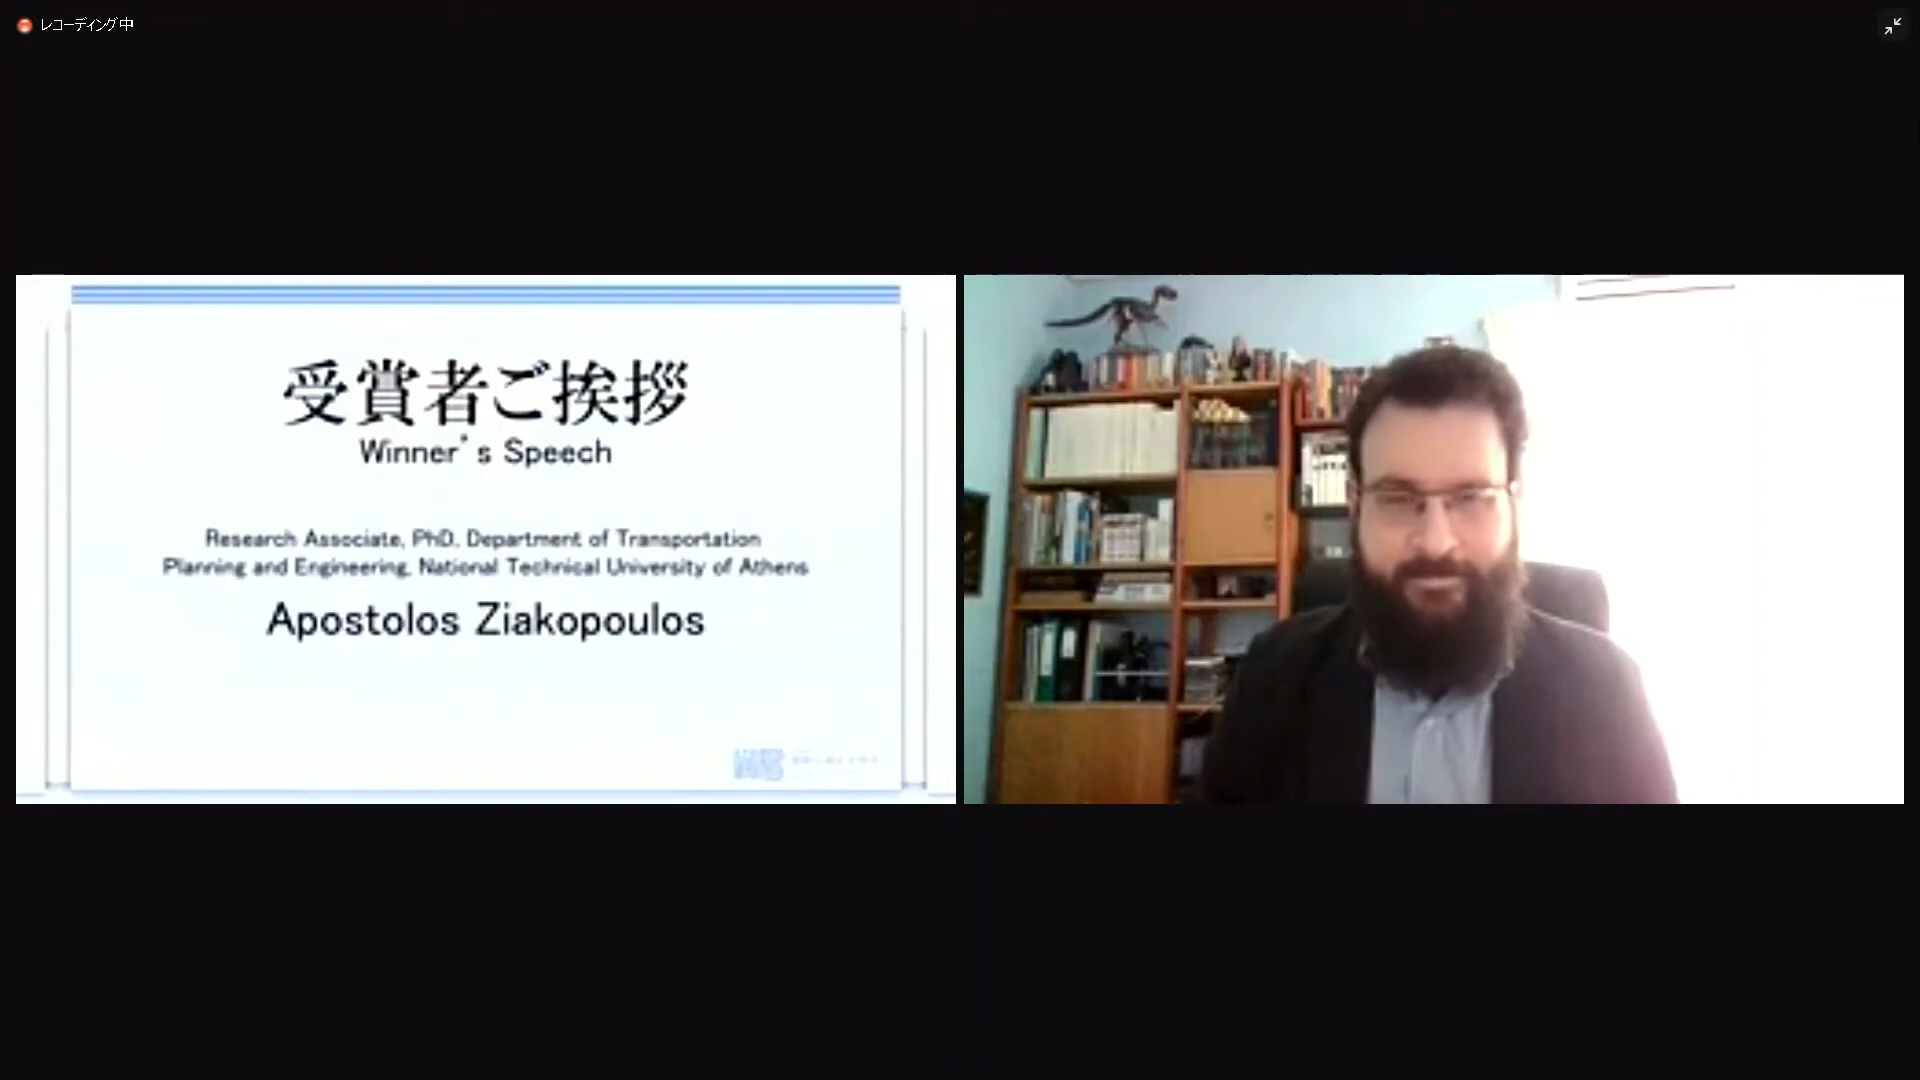 レコーディング中
受賞者ご挨拶
Winner's Speech
Research Associate, PhD. Department of Transportation
Planning and Engineering, National Technical University of Athens
Apostolos Ziakopoulos